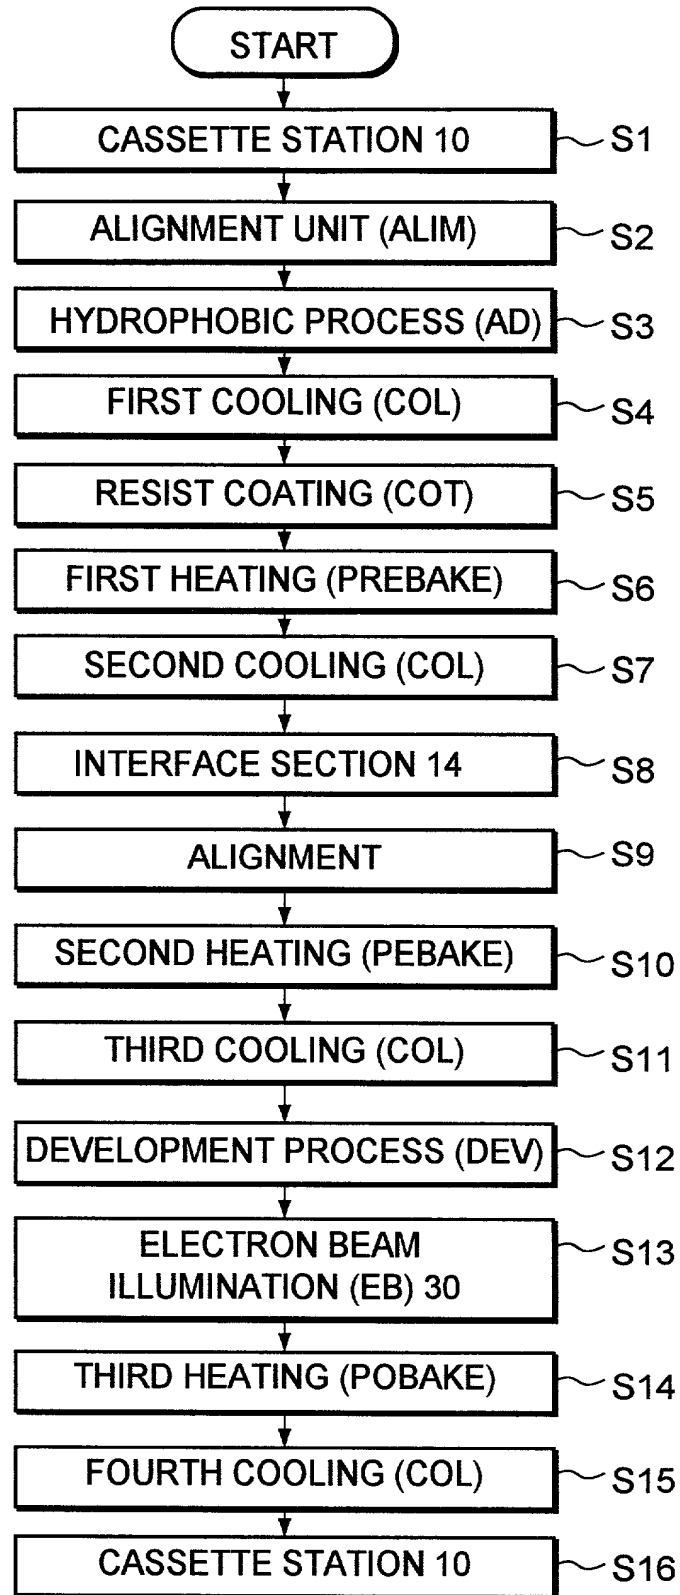 START
CASSETTE STATION 10 S1
ALIGNMENT UNIT (ALIM) S2
HYDROPHOBIC PROCESS (AD) S3
FIRST COOLING (COL) S4
RESIST COATING (COT) S5
FIRST HEATING (PREBAKE) S6
SECOND COOLING (COL) S7
INTERFACE SECTION 14 S8
ALIGNMENT S9
SECOND HEATING (PEBAKE) S10
THIRD COOLING (COL) S11
DEVELOPMENT PROCESS (DEV) S12
ELECTRON BEAM S13
ILLUMINATION (EB) 30
THIRD HEATING (POBAKE) S14
FOURTH COOLING (COL) S15
CASSETTE STATION 10 S16